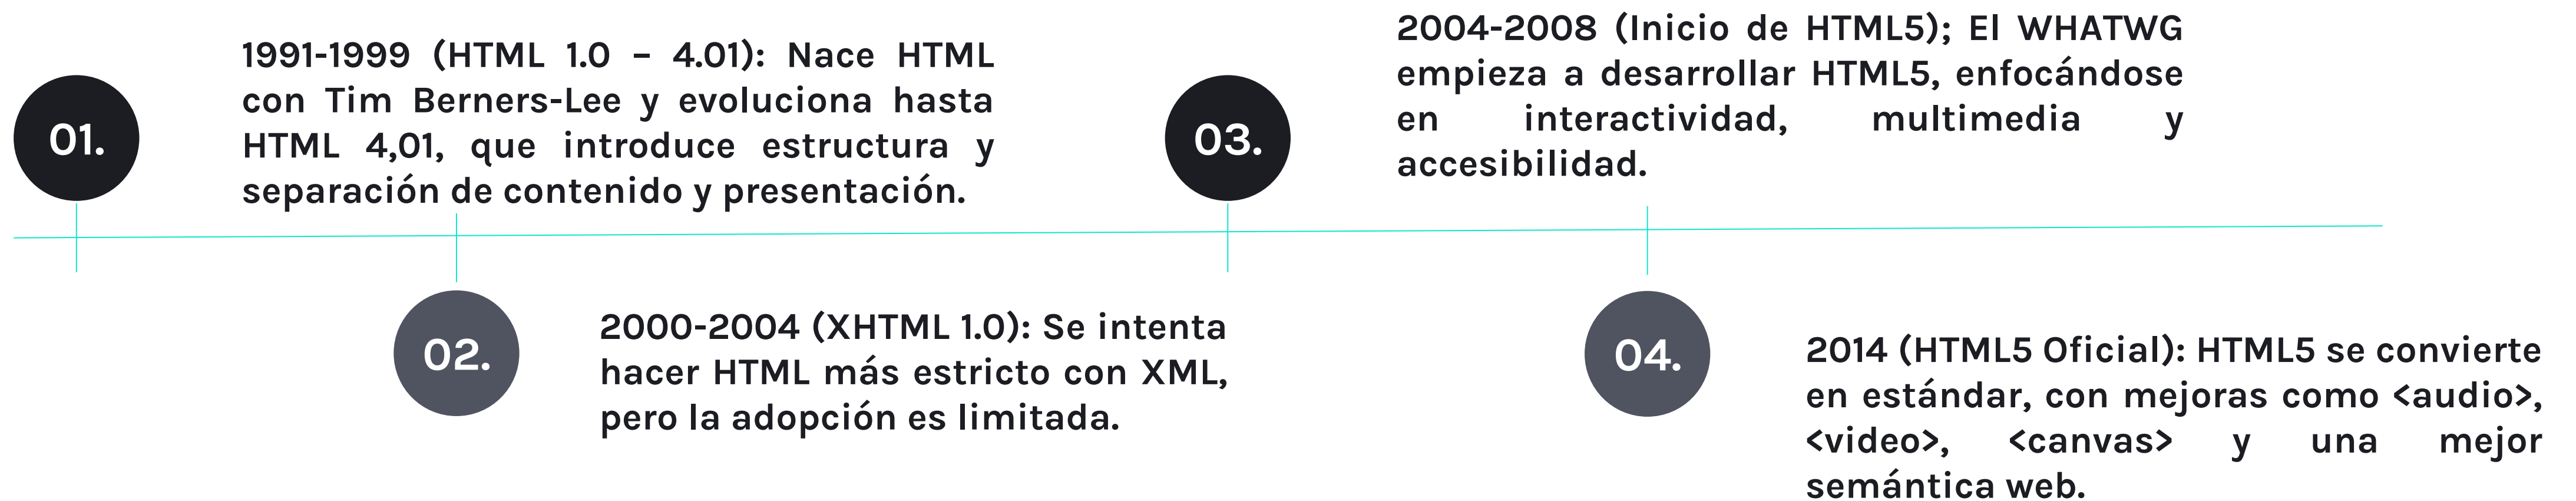 01.
1991-1999 (HTML 1.0 – 4.01): Nace HTML
con Tim Berners-Lee y evoluciona hasta
HTML 4,01, que introduce estructura y
separación de contenido y presentación.
02.
2000-2004 (XHTML 1.0): Se intenta
hacer HTML más estricto con XML,
pero la adopción es limitada.
03.
2004-2008 (Inicio de HTML5); El WHATWG
empieza a desarrollar HTML5, enfocándose
en interactividad, multimedia y
accesibilidad.
04.
2014 (HTML5 Oficial): HTML5 se convierte
en estándar, con mejoras como <audio>,
<video>, <canvas> y una mejor
semántica web.